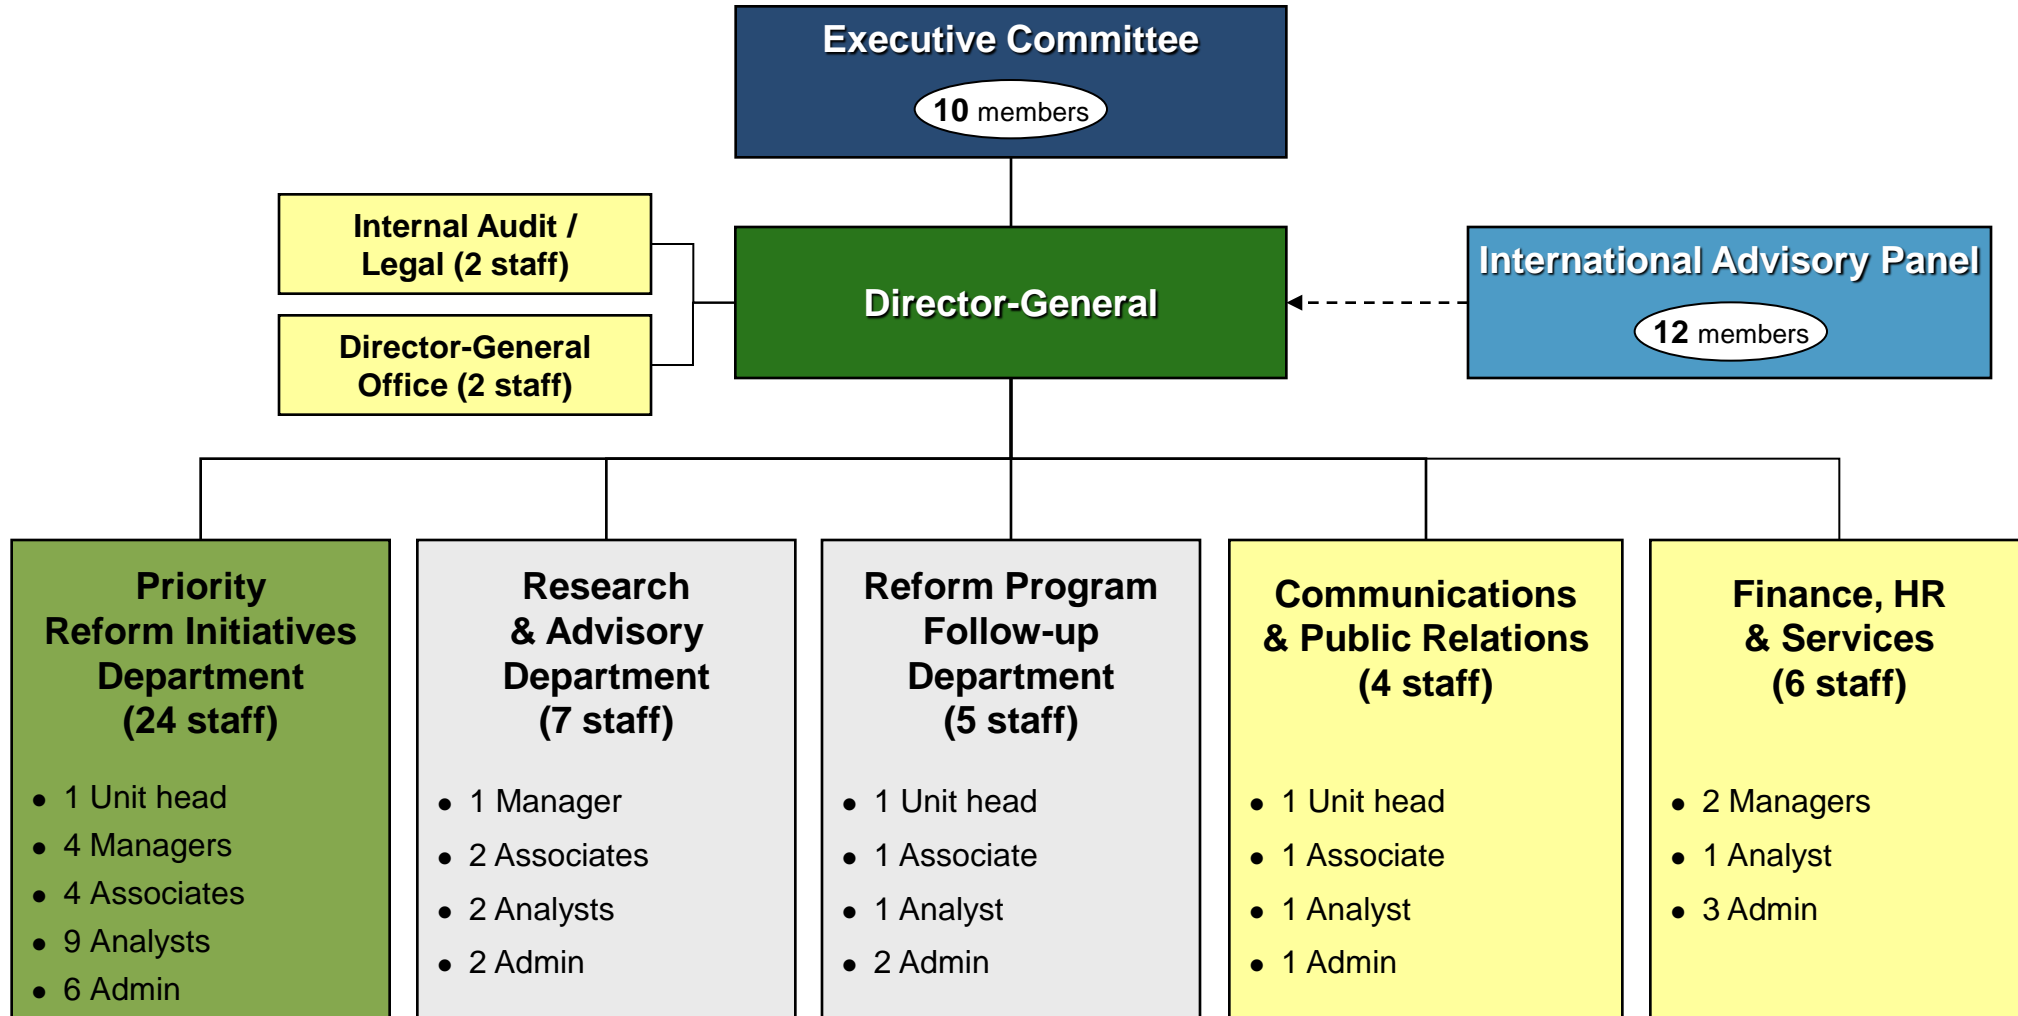 Executive Committee
10 members
Internal Audit /
Legal (2 staff)
Director-General
Office (2 staff)
Director-General
International Advisory Panel
12 members
Priority
Reform Initiatives
Department
(24 staff)
• 1 Unit head
• 4 Managers
• 4 Associates
• 9 Analysts
• 6 Admin
Research
& Advisory
Department
(7 staff)
• 1 Manager
• 2 Associates
• 2 Analysts
• 2 Admin
Reform Program
Follow-up
Department
(5 staff)
• 1 Unit head
• 1 Associate
• 1 Analyst
• 2 Admin
Communications
& Public Relations
(4 staff)
• 1 Unit head
• 1 Associate
• 1 Analyst
• 1 Admin
Finance, HR
& Services
(6 staff)
• 2 Managers
• 1 Analyst
• 3 Admin